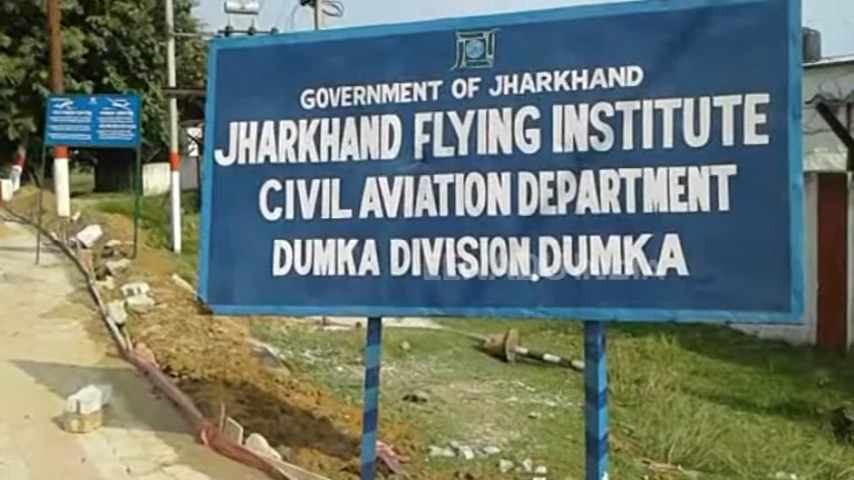 GOVERNMENT OF JHARKHAND
JHARKHAND FLYING INSTITUTE
CIVIL AVIATION DEPARTMENT
DUMKA DIVISION, DUMKA